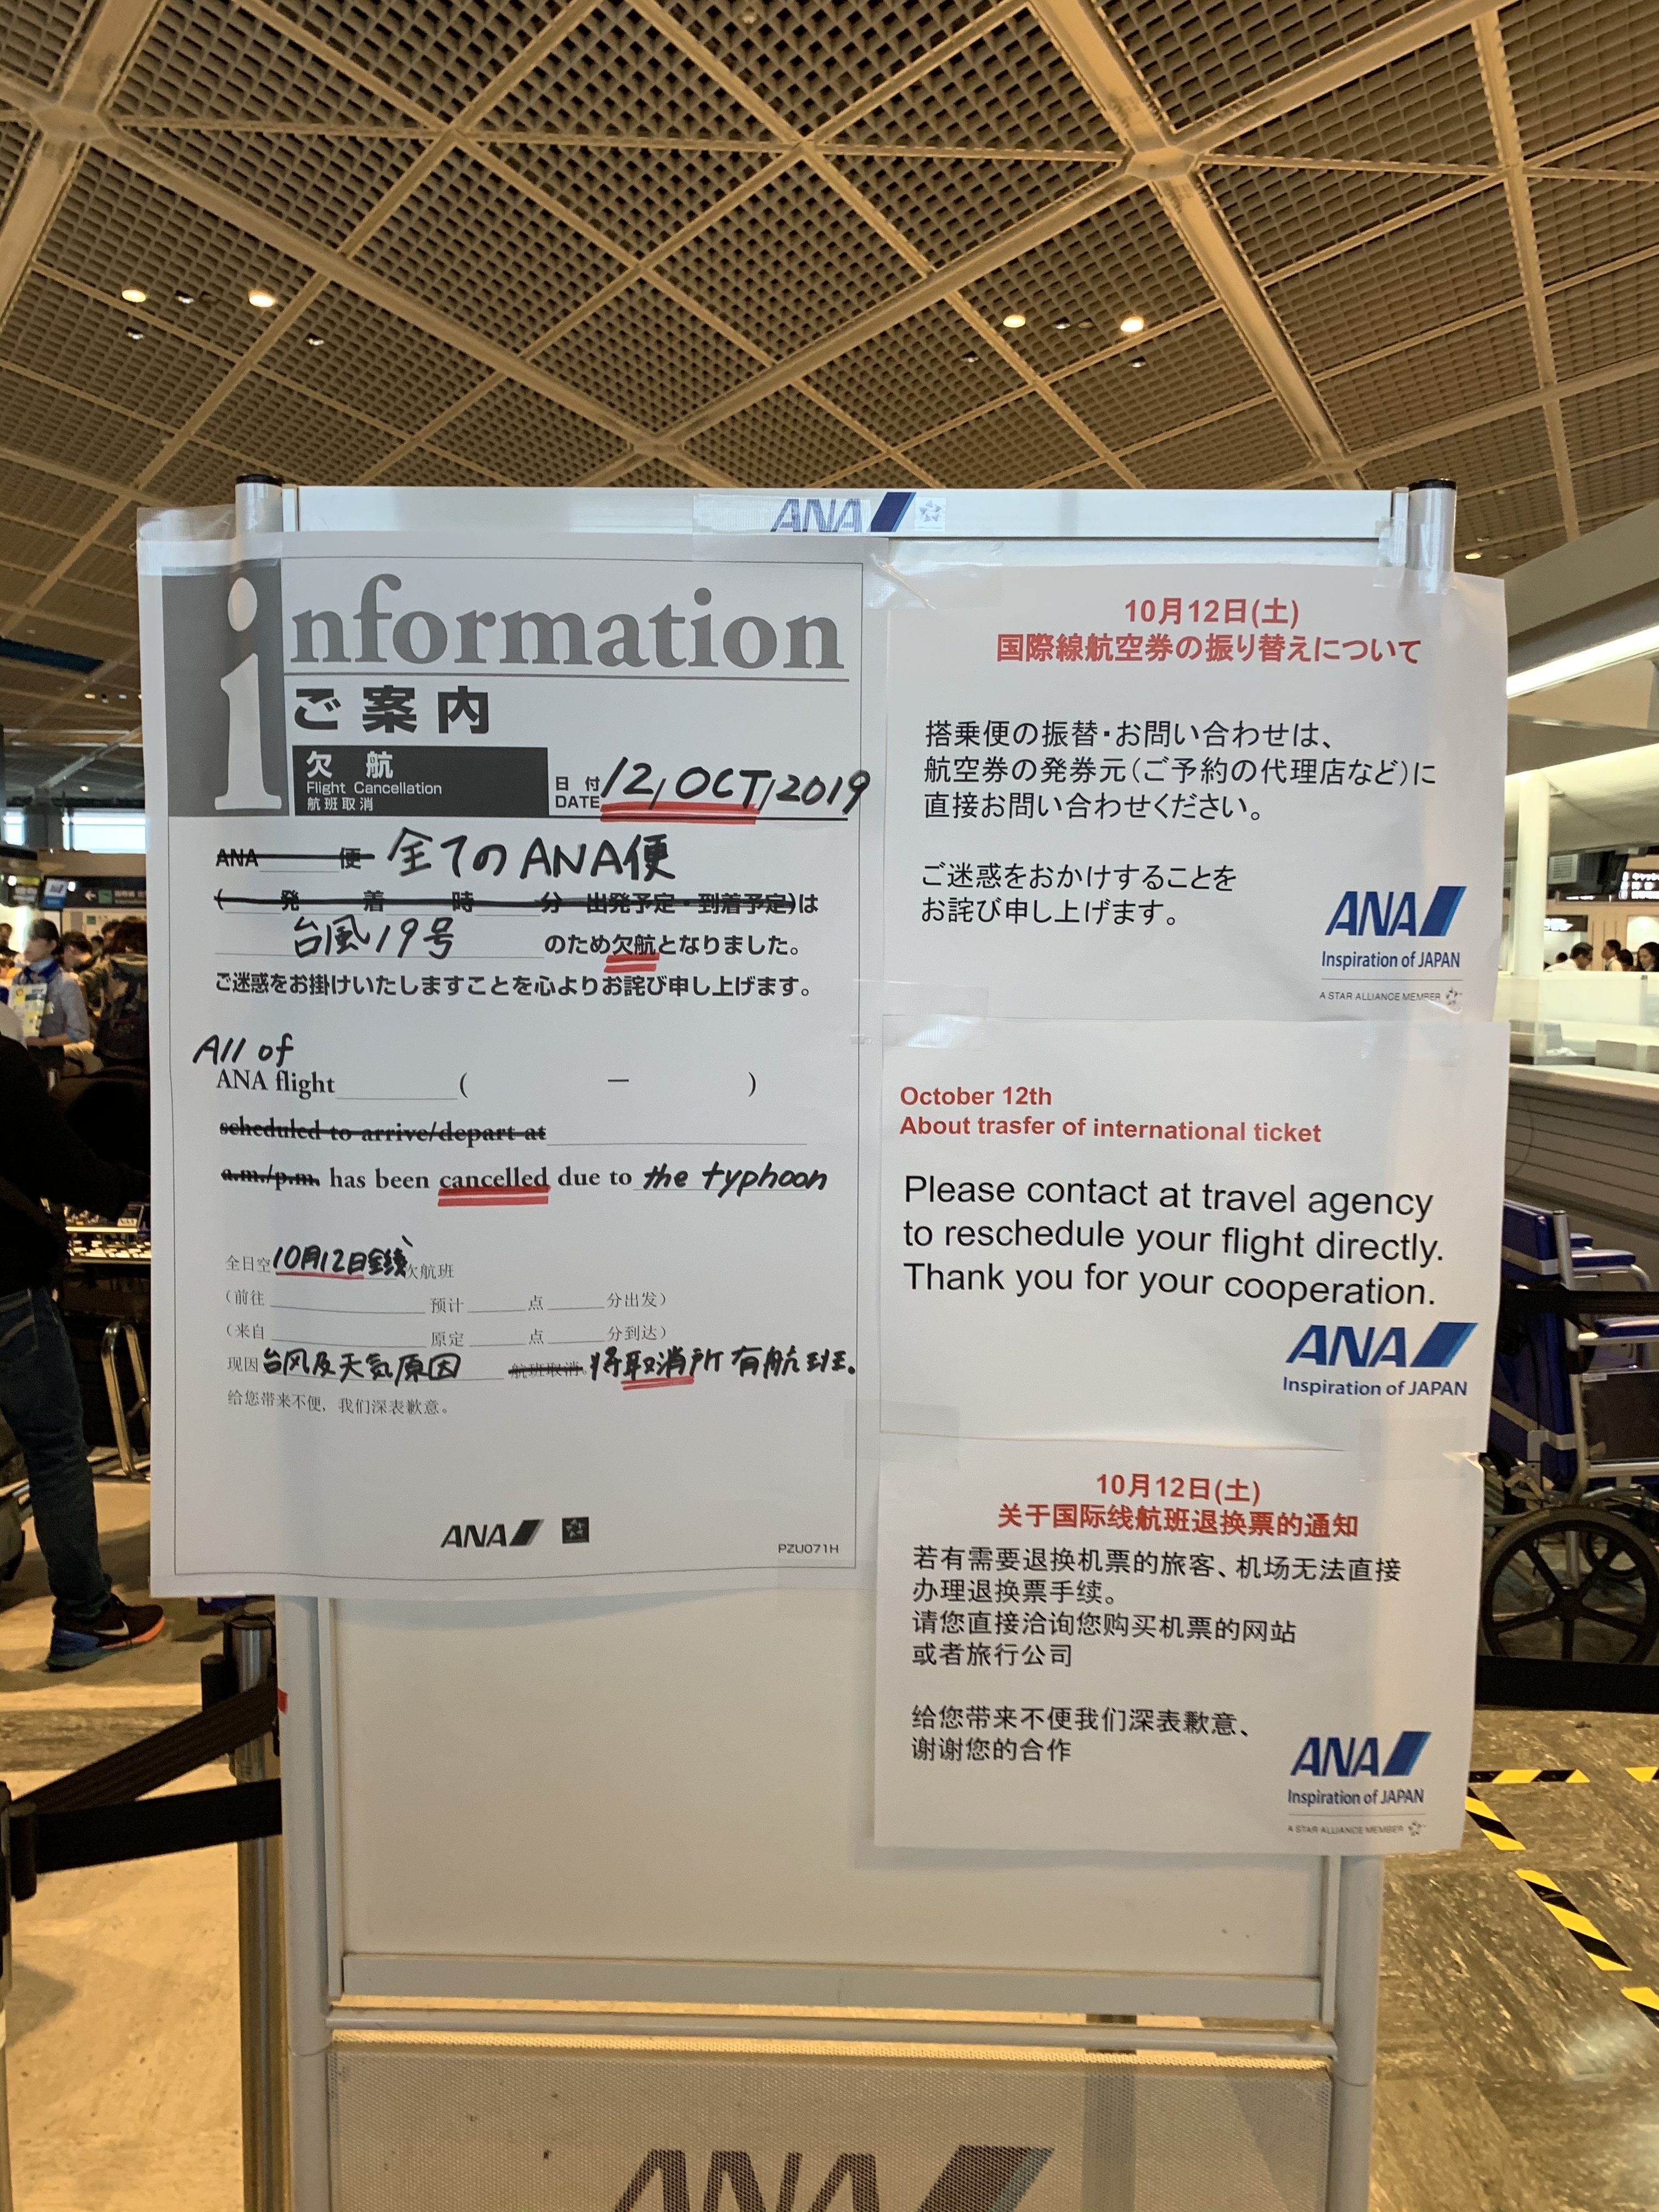 ANA
information
ご案内
欠航
Flight Cancellation
航班取消
日付
DATE 12, OCT, 2019
ANA 便 全てのANA便
( 発 着 時 分 出発予定・到着予定)は
台風19号 のため欠航となりました。
ご迷惑をお掛けいたしますことを心よりお詫び申し上げます。
All of
ANA flight ( — )
scheduled to arrive/depart at
a.m./p.m. has been cancelled due to the typhoon
全日空10月12日 次航班
(前往 预计 点 分出发)
(来自 原定 点 分到达)
现因台风及天気原因 航班取消 将取消所有航班。
给您带来不便，我们深表歉意。
ANA
PZU071H
10月12日(土)
国際線航空券の振り替えについて
搭乗便の振替・お問い合わせは、
航空券の発券元（ご予約の代理店など）に
直接お問い合わせください。
ご迷惑をおかけすることを
お詫び申し上げます。
ANA
Inspiration of JAPAN
A STAR ALLIANCE MEMBER
October 12th
About trasfer of international ticket
Please contact at travel agency
to reschedule your flight directly.
Thank you for your cooperation.
ANA
Inspiration of JAPAN
10月12日(土)
关于国际线航班退换票的通知
若有需要退换机票的旅客、机场无法直接
办理退换票手续。
请您直接洽询您购买机票的网站
或者旅行公司
给您带来不便我们深表歉意、
谢谢您的合作
ANA
Inspiration of JAPAN
A STAR ALLIANCE MEMBER
ANA